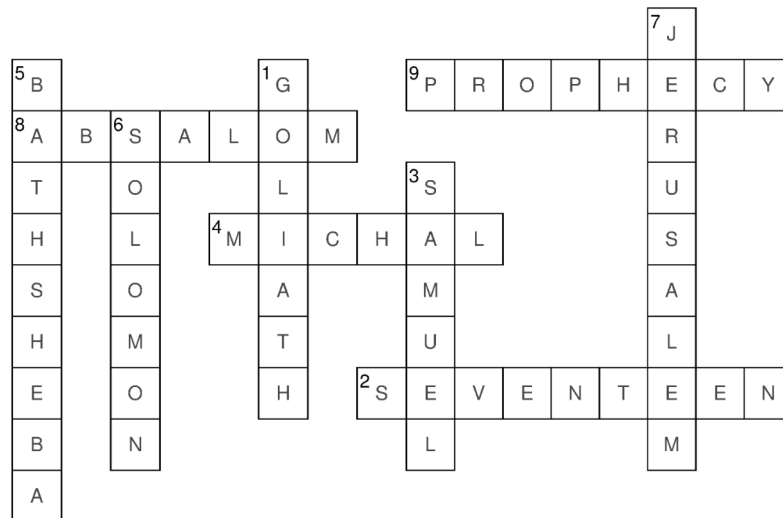 7 J
5 B 1 G 9 P R O P H E C Y
8 A B 6 S A L O M R
T O L 3 S U
H L 4 M I C H A L S
S O A M A
H M T U L
E O H 2 S E V E N T E E N
B N L M
A